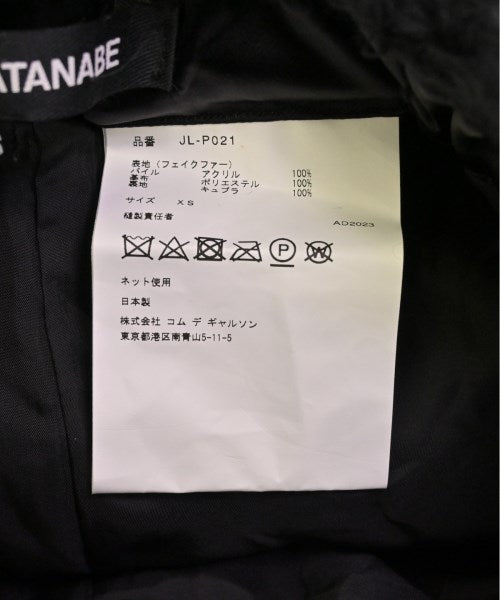 ATANABE
品番 JL-P021
表地(フェイクファー)
パイル アクリル 100%
基布 ポリエステル 100%
裏地 キュプラ 100%
サイズ XS
縫製責任者 AD2023
P W
ネット使用
日本製
株式会社 コム デ ギャルソン
東京都港区南青山5-11-5